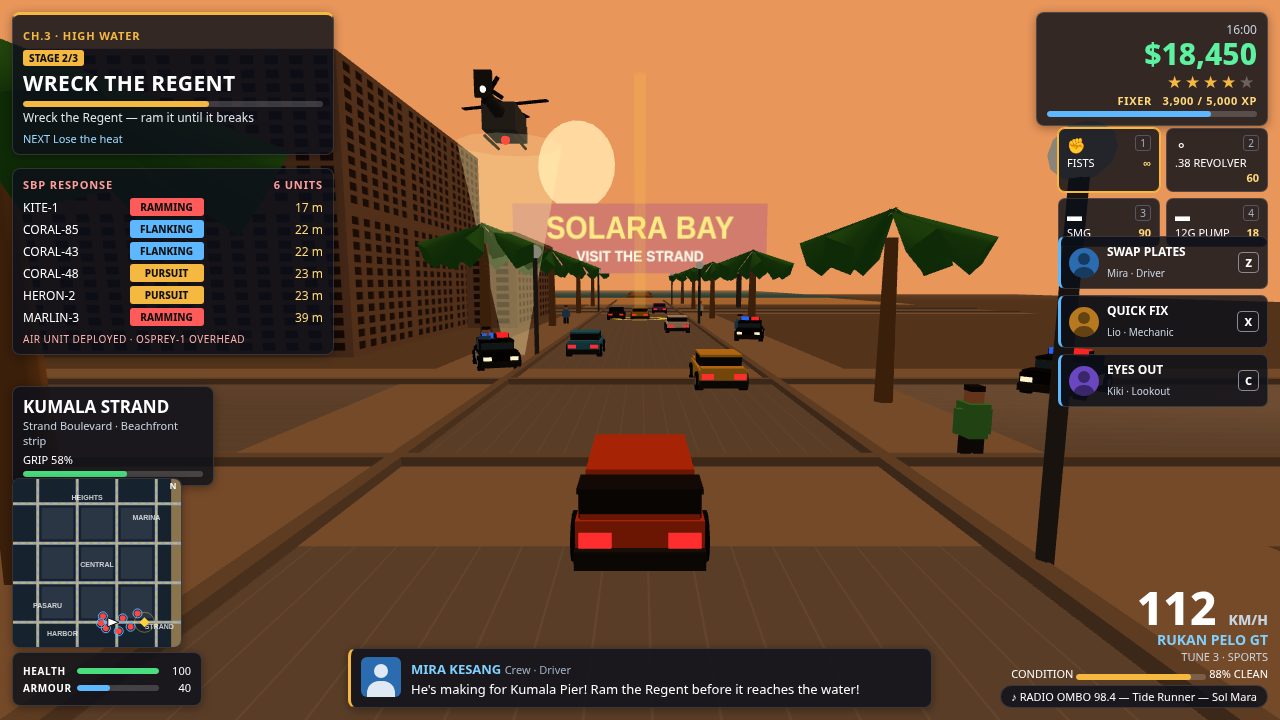 CH.3 · HIGH WATER
STAGE 2/3
WRECK THE REGENT
Wreck the Regent — ram it until it breaks
NEXT Lose the heat
SBP RESPONSE 6 UNITS
KITE-1 RAMMING 17 m
CORAL-85 FLANKING 22 m
CORAL-43 FLANKING 22 m
CORAL-48 PURSUIT 23 m
HERON-2 PURSUIT 23 m
MARLIN-3 RAMMING 39 m
AIR UNIT DEPLOYED · OSPREY-1 OVERHEAD
KUMALA STRAND
Strand Boulevard · Beachfront
strip
GRIP 58%
N
HEIGHTS
MARINA
CENTRAL
PASARU
STRAND
HARBOR
HEALTH 100
ARMOUR 40
SOLARA BAY
VISIT THE STRAND
16:00
$18,450
★★★★★
FIXER 3,900 / 5,000 XP
1
FISTS ∞
2
.38 REVOLVER
60
3
SMG 90
4
12G PUMP 18
SWAP PLATES
Mira · Driver
Z
QUICK FIX
Lio · Mechanic
X
EYES OUT
Kiki · Lookout
C
MIRA KESANG Crew · Driver
He's making for Kumala Pier! Ram the Regent before it reaches the water!
112 KM/H
RUKAN PELO GT
TUNE 3 · SPORTS
CONDITION 88% CLEAN
♪ RADIO OMBO 98.4 — Tide Runner — Sol Mara